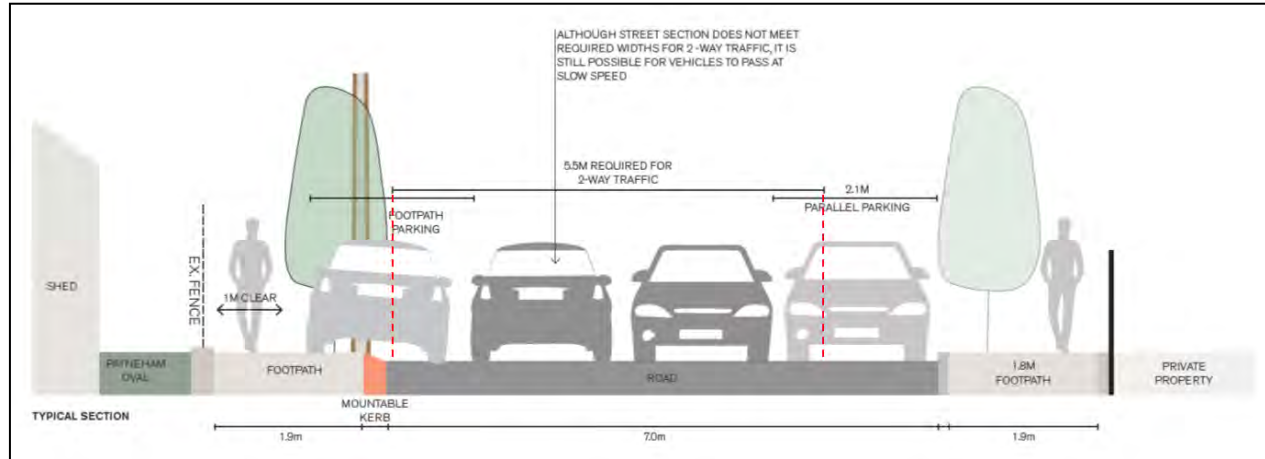 ALTHOUGH STREET SECTION DOES NOT MEET
REQUIRED WIDTHS FOR 2-WAY TRAFFIC, IT IS
STILL POSSIBLE FOR VEHICLES TO PASS AT
SLOW SPEED
5.5M REQUIRED FOR
2-WAY TRAFFIC
2.1M
PARALLEL PARKING
FOOTPATH
PARKING
EX. FENCE
SHED
1M CLEAR
PAYNEHAM
OVAL
FOOTPATH
ROAD
1.8M
FOOTPATH
PRIVATE
PROPERTY
MOUNTABLE
KERB
TYPICAL SECTION
1.9m
7.0m
1.9m